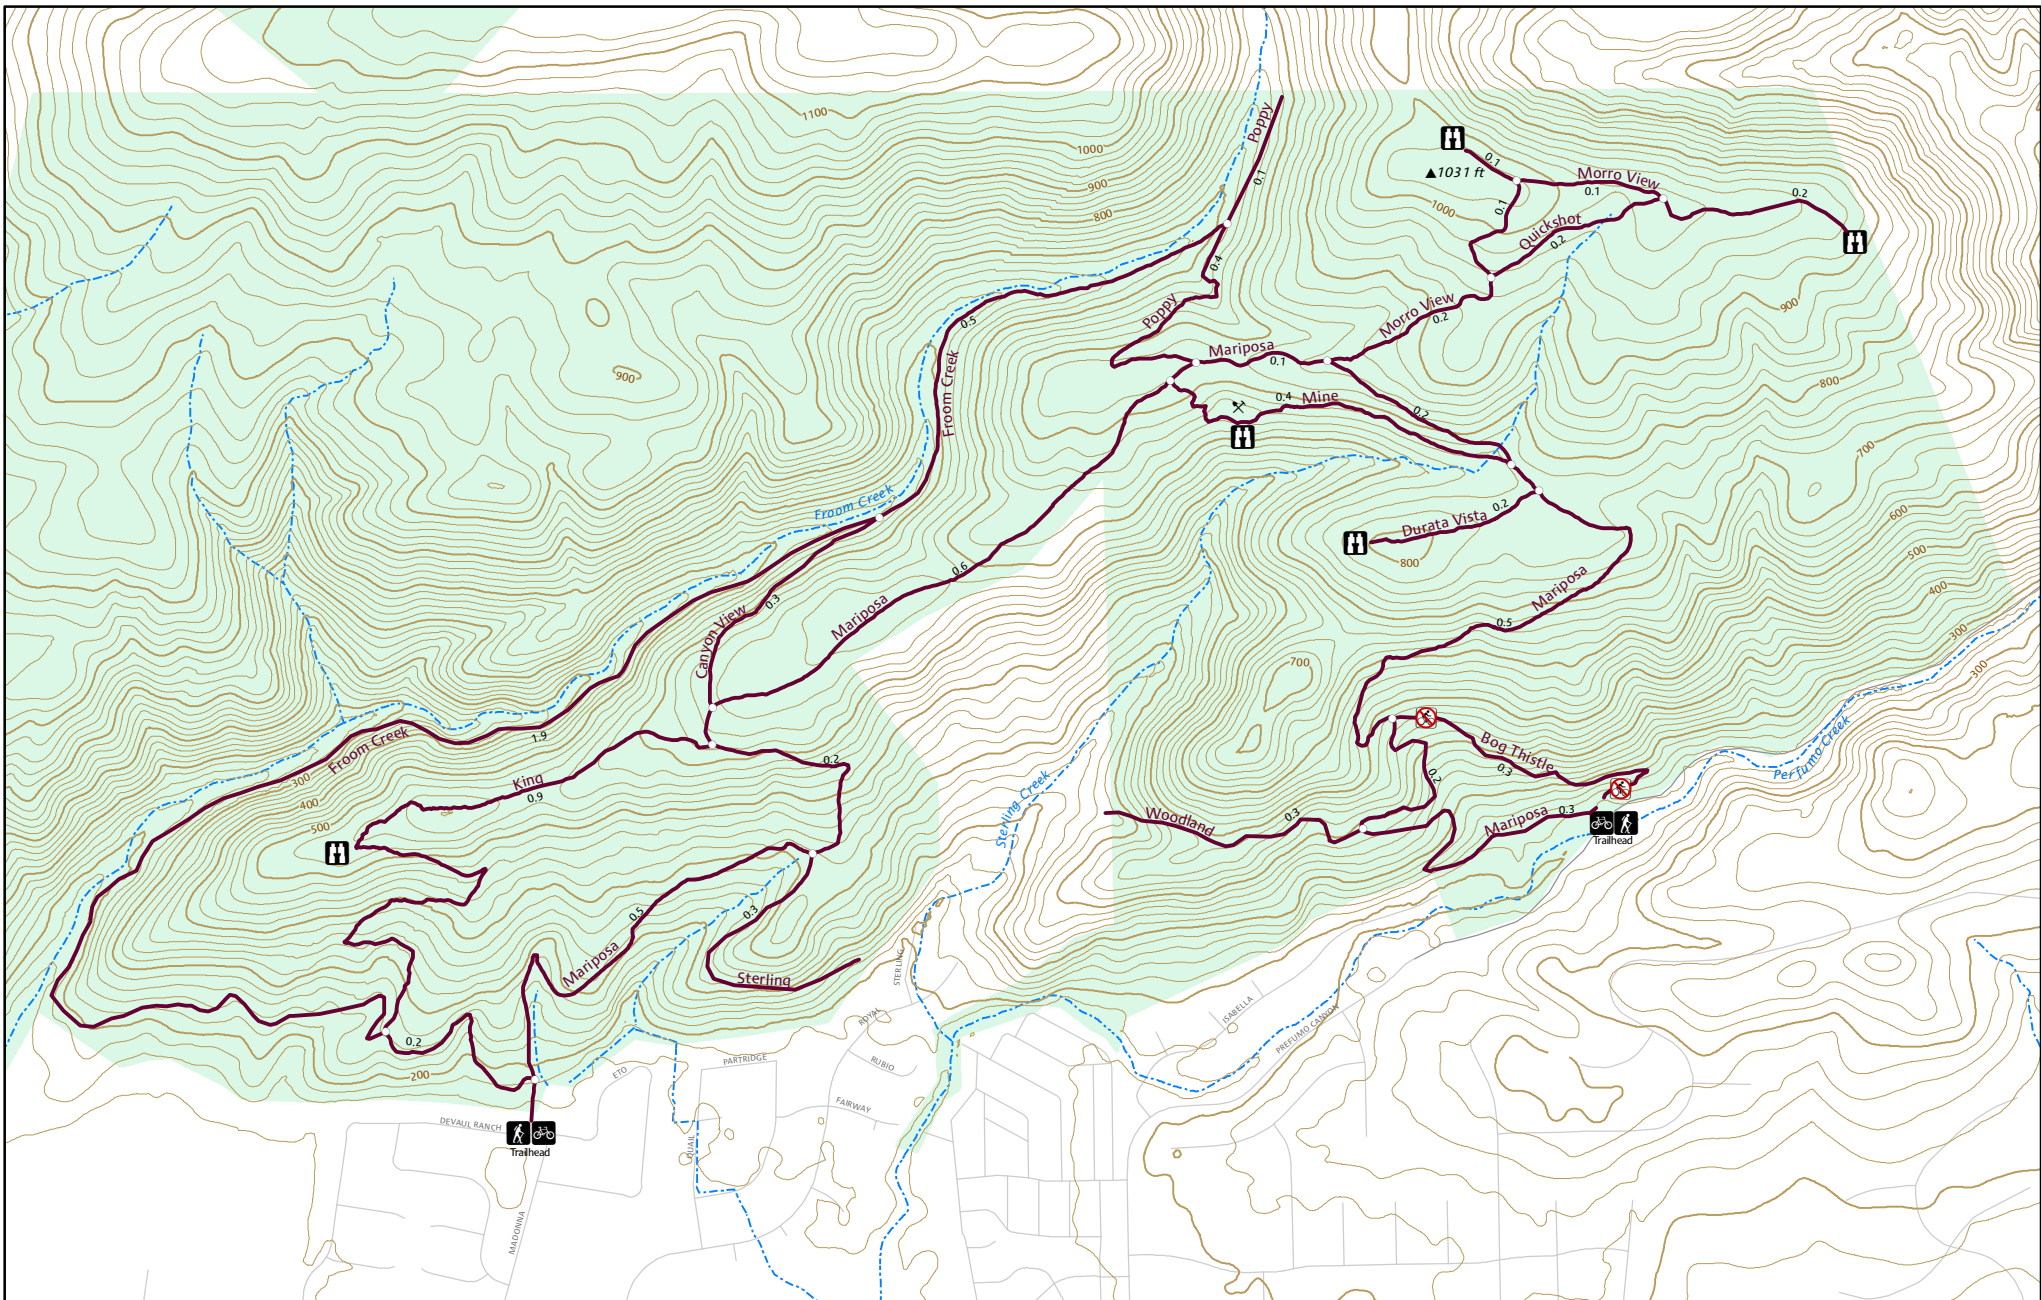 1100
1000
900
800
Poppy
0.1
0.1
▲1031 ft
1000
0.1
Morro View
0.1
0.2
Quickshot
0.2
0.4
Poppy
Morro View
0.2
900
0.5
Froom Creek
Mariposa
0.1
900
800
0.4
Mine
0.2
700
Froom Creek
0.2
Durata Vista
800
600
500
400
0.6
Mariposa
0.3
Canyon View
Mariposa
0.5
300
300
700
1.9
Froom Creek
300
400
500
King
0.9
0.2
Bog Thistle
0.3
0.2
Perfumo Creek
Sterling Creek
Woodland
0.3
Mariposa
0.3
Trailhead
0.5
Mariposa
0.3
Sterling
STERLING
ROYAL
ISABELLA
PREFUMO CANYON
0.2
200
ETO
PARTRIDGE
RUBIO
FAIRWAY
DEVAUL RANCH
Trailhead
QUAIL
MADONNA